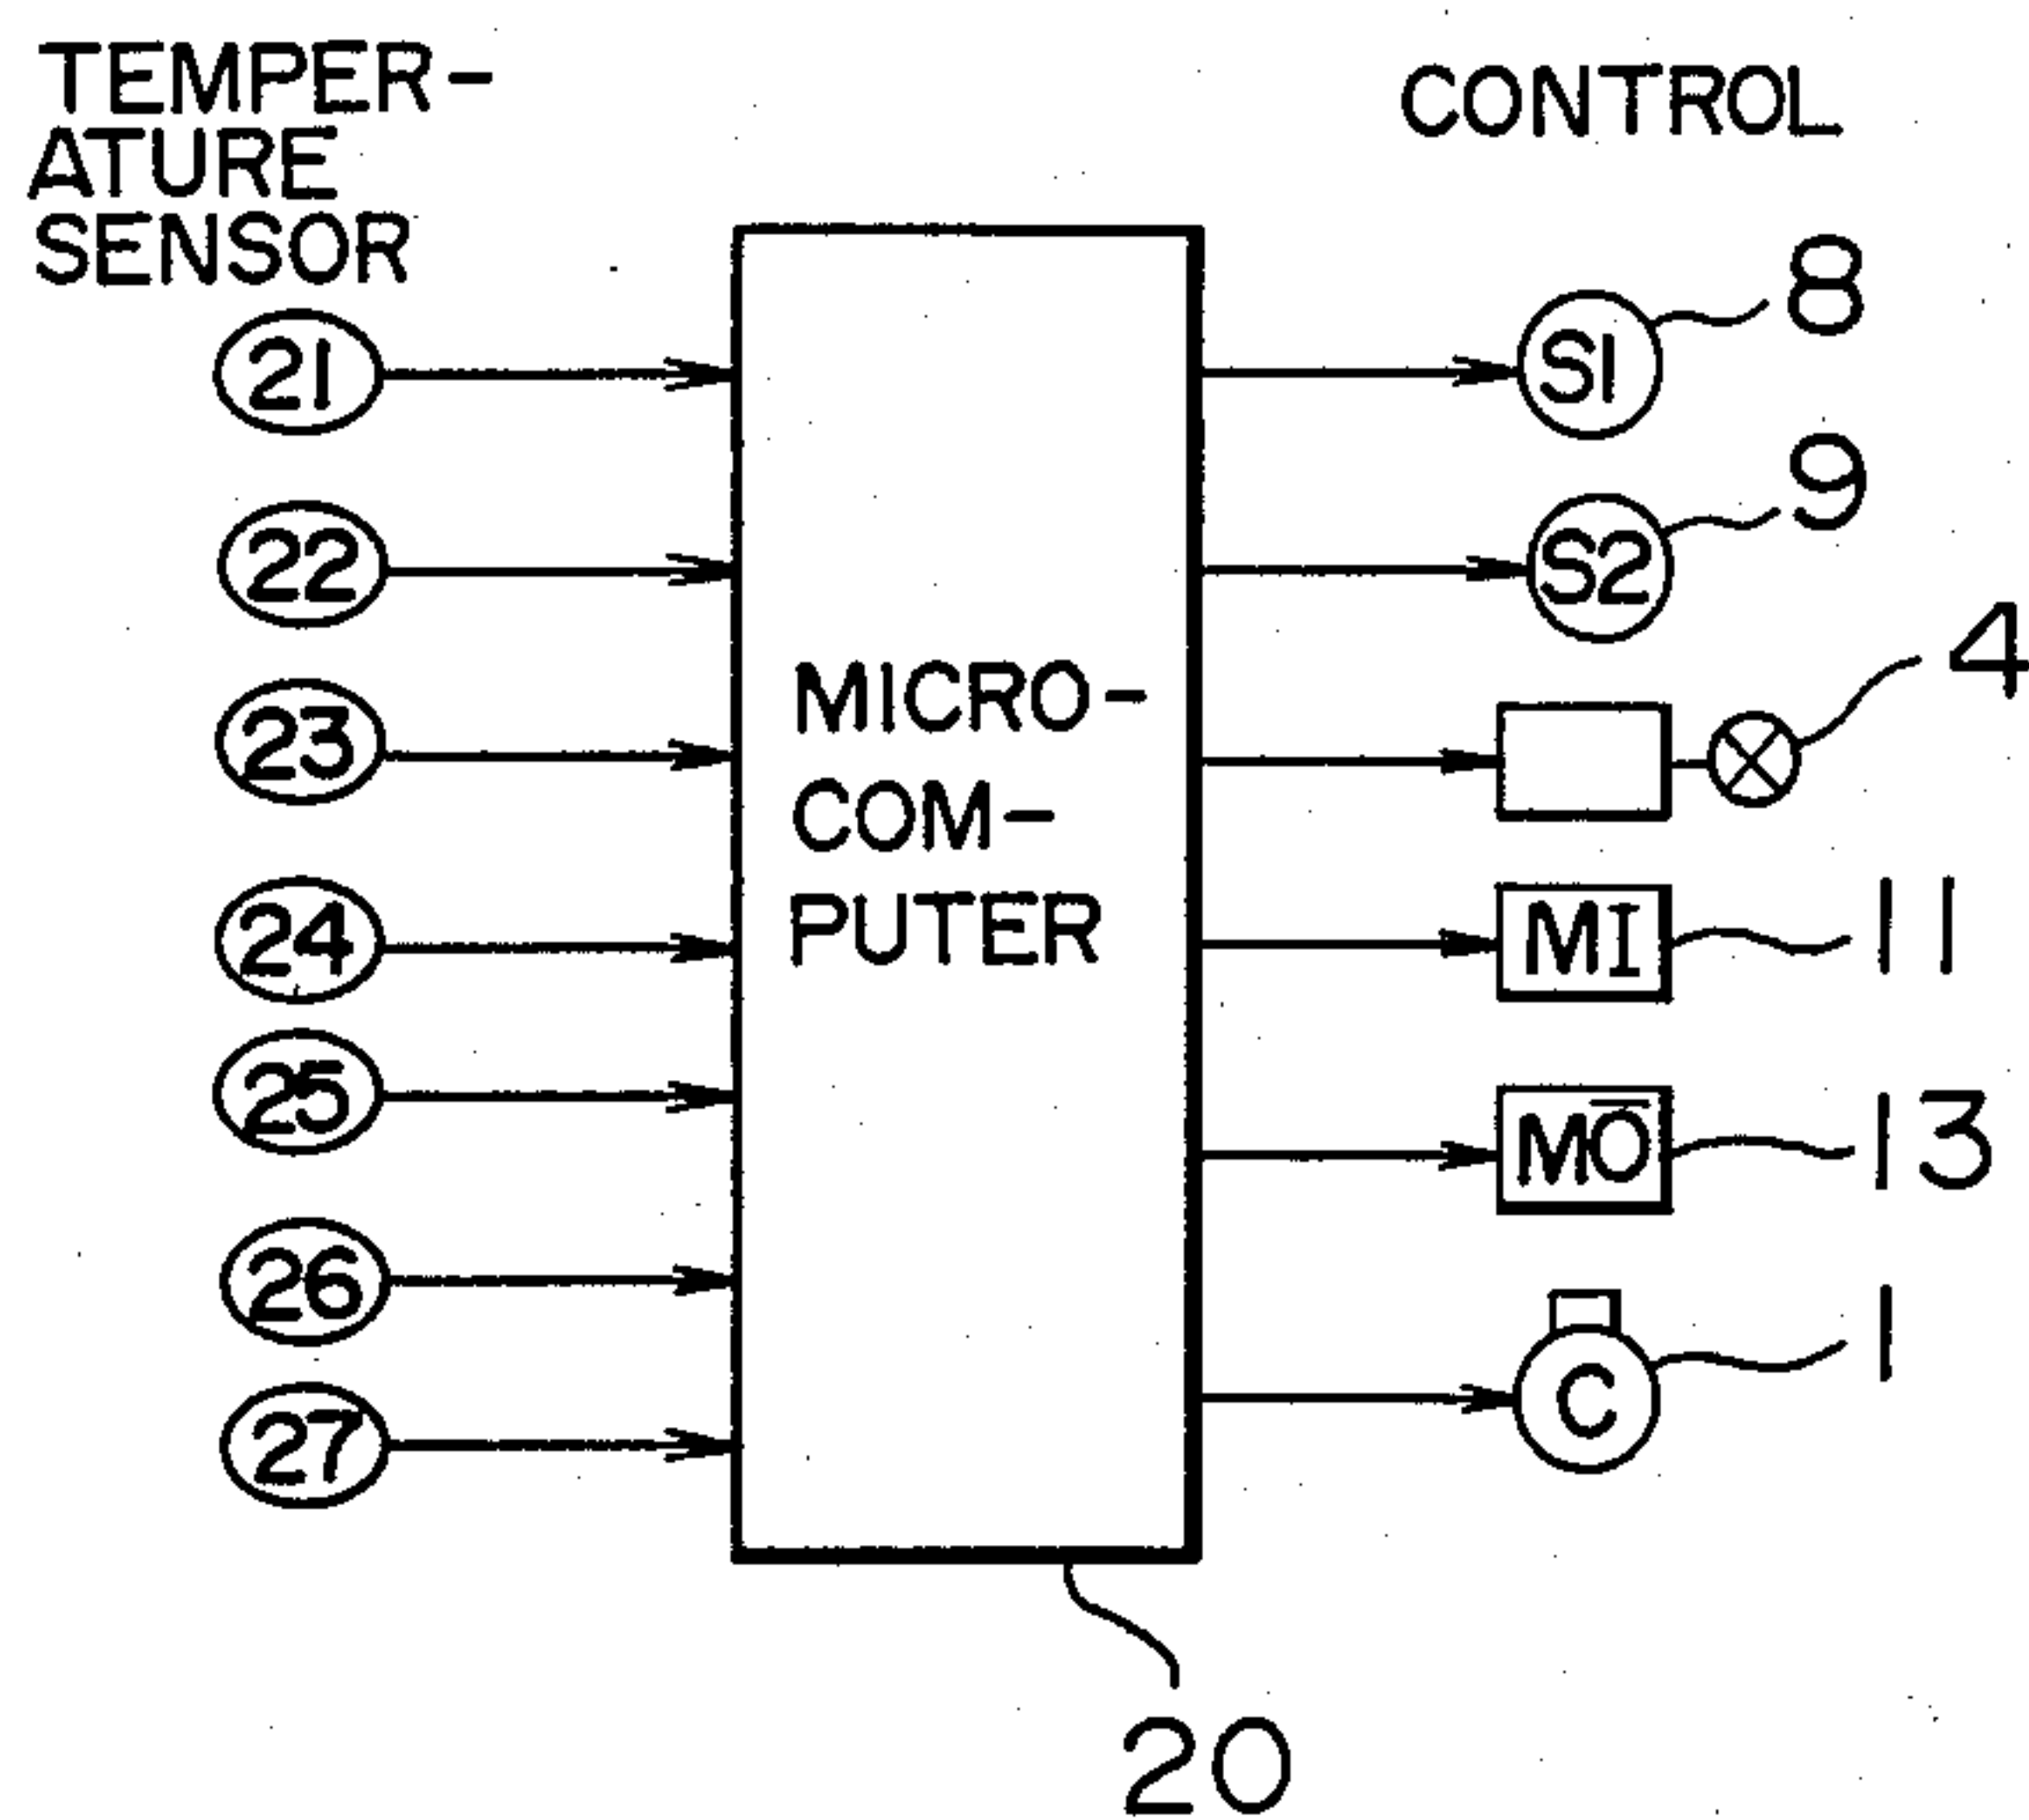 TEMPER-
ATURE
SENSOR
CONTROL
21
22
23
24
25
26
27
MICRO-
COM-
PUTER
S1
8
S2
9
4
MI
11
MŌ
13
C
1
20